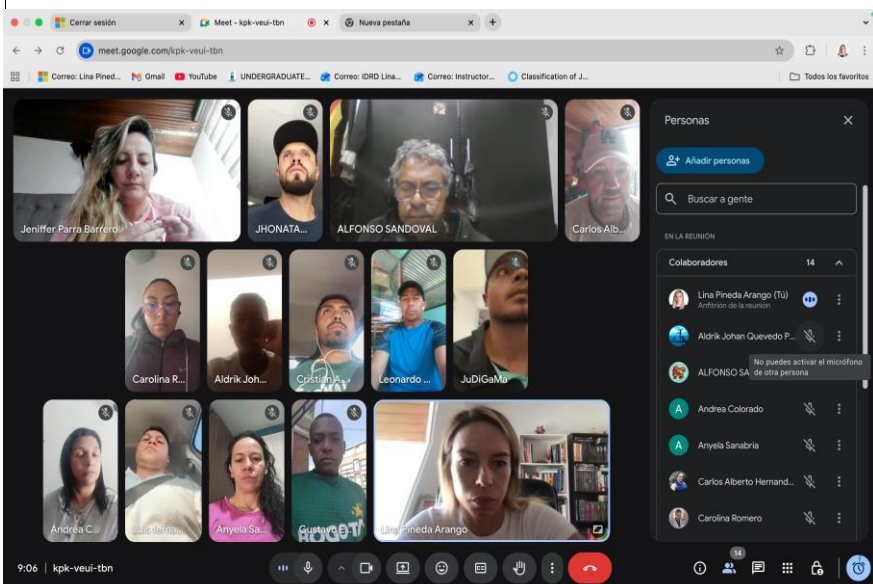 Cerrar sesión
Meet - kpk-veui-tbn
Nueva pestaña
meet.google.com/kpk-veui-tbn
Correo: Lina Pined...
Gmail
YouTube
UNDERGRADUATE...
Correo: IDRD Lina...
Correo: Instructor...
Classification of J...
Todos los favoritos
Jeniffer Parra Barrero
JHONATA...
ALFONSO SANDOVAL
Carlos Alb...
Carolina R...
Aldrik Joh...
Cristian A...
Leonardo ...
JuDiGaMa
Andrea C...
Luis ferna...
Anyela Sa...
Gustavo E...
BOGOTÁ
Lina Pineda Arango
Personas
Añadir personas
Buscar a gente
EN LA REUNIÓN
Colaboradores 14
Lina Pineda Arango (Tú)
Anfitrión de la reunión
Aldrik Johan Quevedo P...
No puedes activar el micrófono
de otra persona
ALFONSO SA
A Andrea Colorado
A Anyela Sanabria
Carlos Alberto Hernand...
Carolina Romero
9:06 | kpk-veui-tbn
14